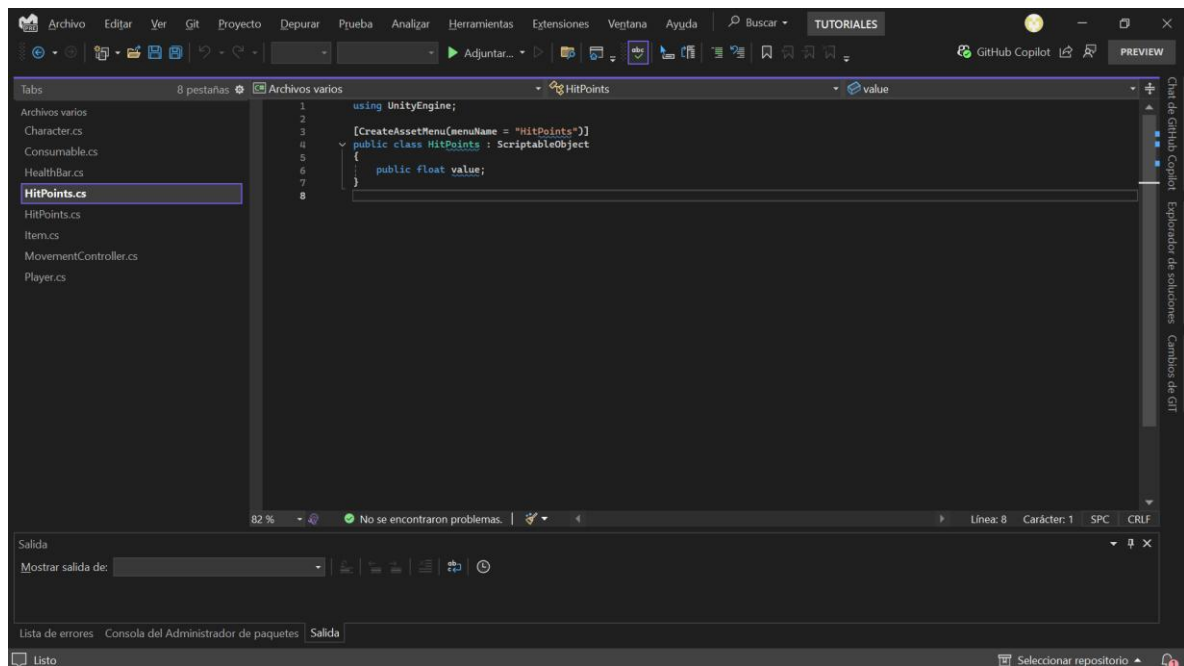 Archivo Editar Ver Git Proyecto Depurar Prueba Analizar Herramientas Extensiones Ventana Ayuda Buscar TUTORIALES
Adjuntar... abc GitHub Copilot PREVIEW
Tabs 8 pestañas
Archivos varios
Character.cs
Consumable.cs
HealthBar.cs
HitPoints.cs
HitPoints.cs
Item.cs
MovementController.cs
Player.cs
Archivos varios HitPoints value
1 using UnityEngine;
2
3 [CreateAssetMenu(menuName = "HitPoints")]
4 public class HitPoints : ScriptableObject
5 {
6 public float value;
7 }
8
Chat de GitHub Copilot
Explorador de soluciones
Cambios de GIT
82 % No se encontraron problemas. Línea: 8 Carácter: 1 SPC CRLF
Salida
Mostrar salida de:
Lista de errores Consola del Administrador de paquetes Salida
Listo Seleccionar repositorio